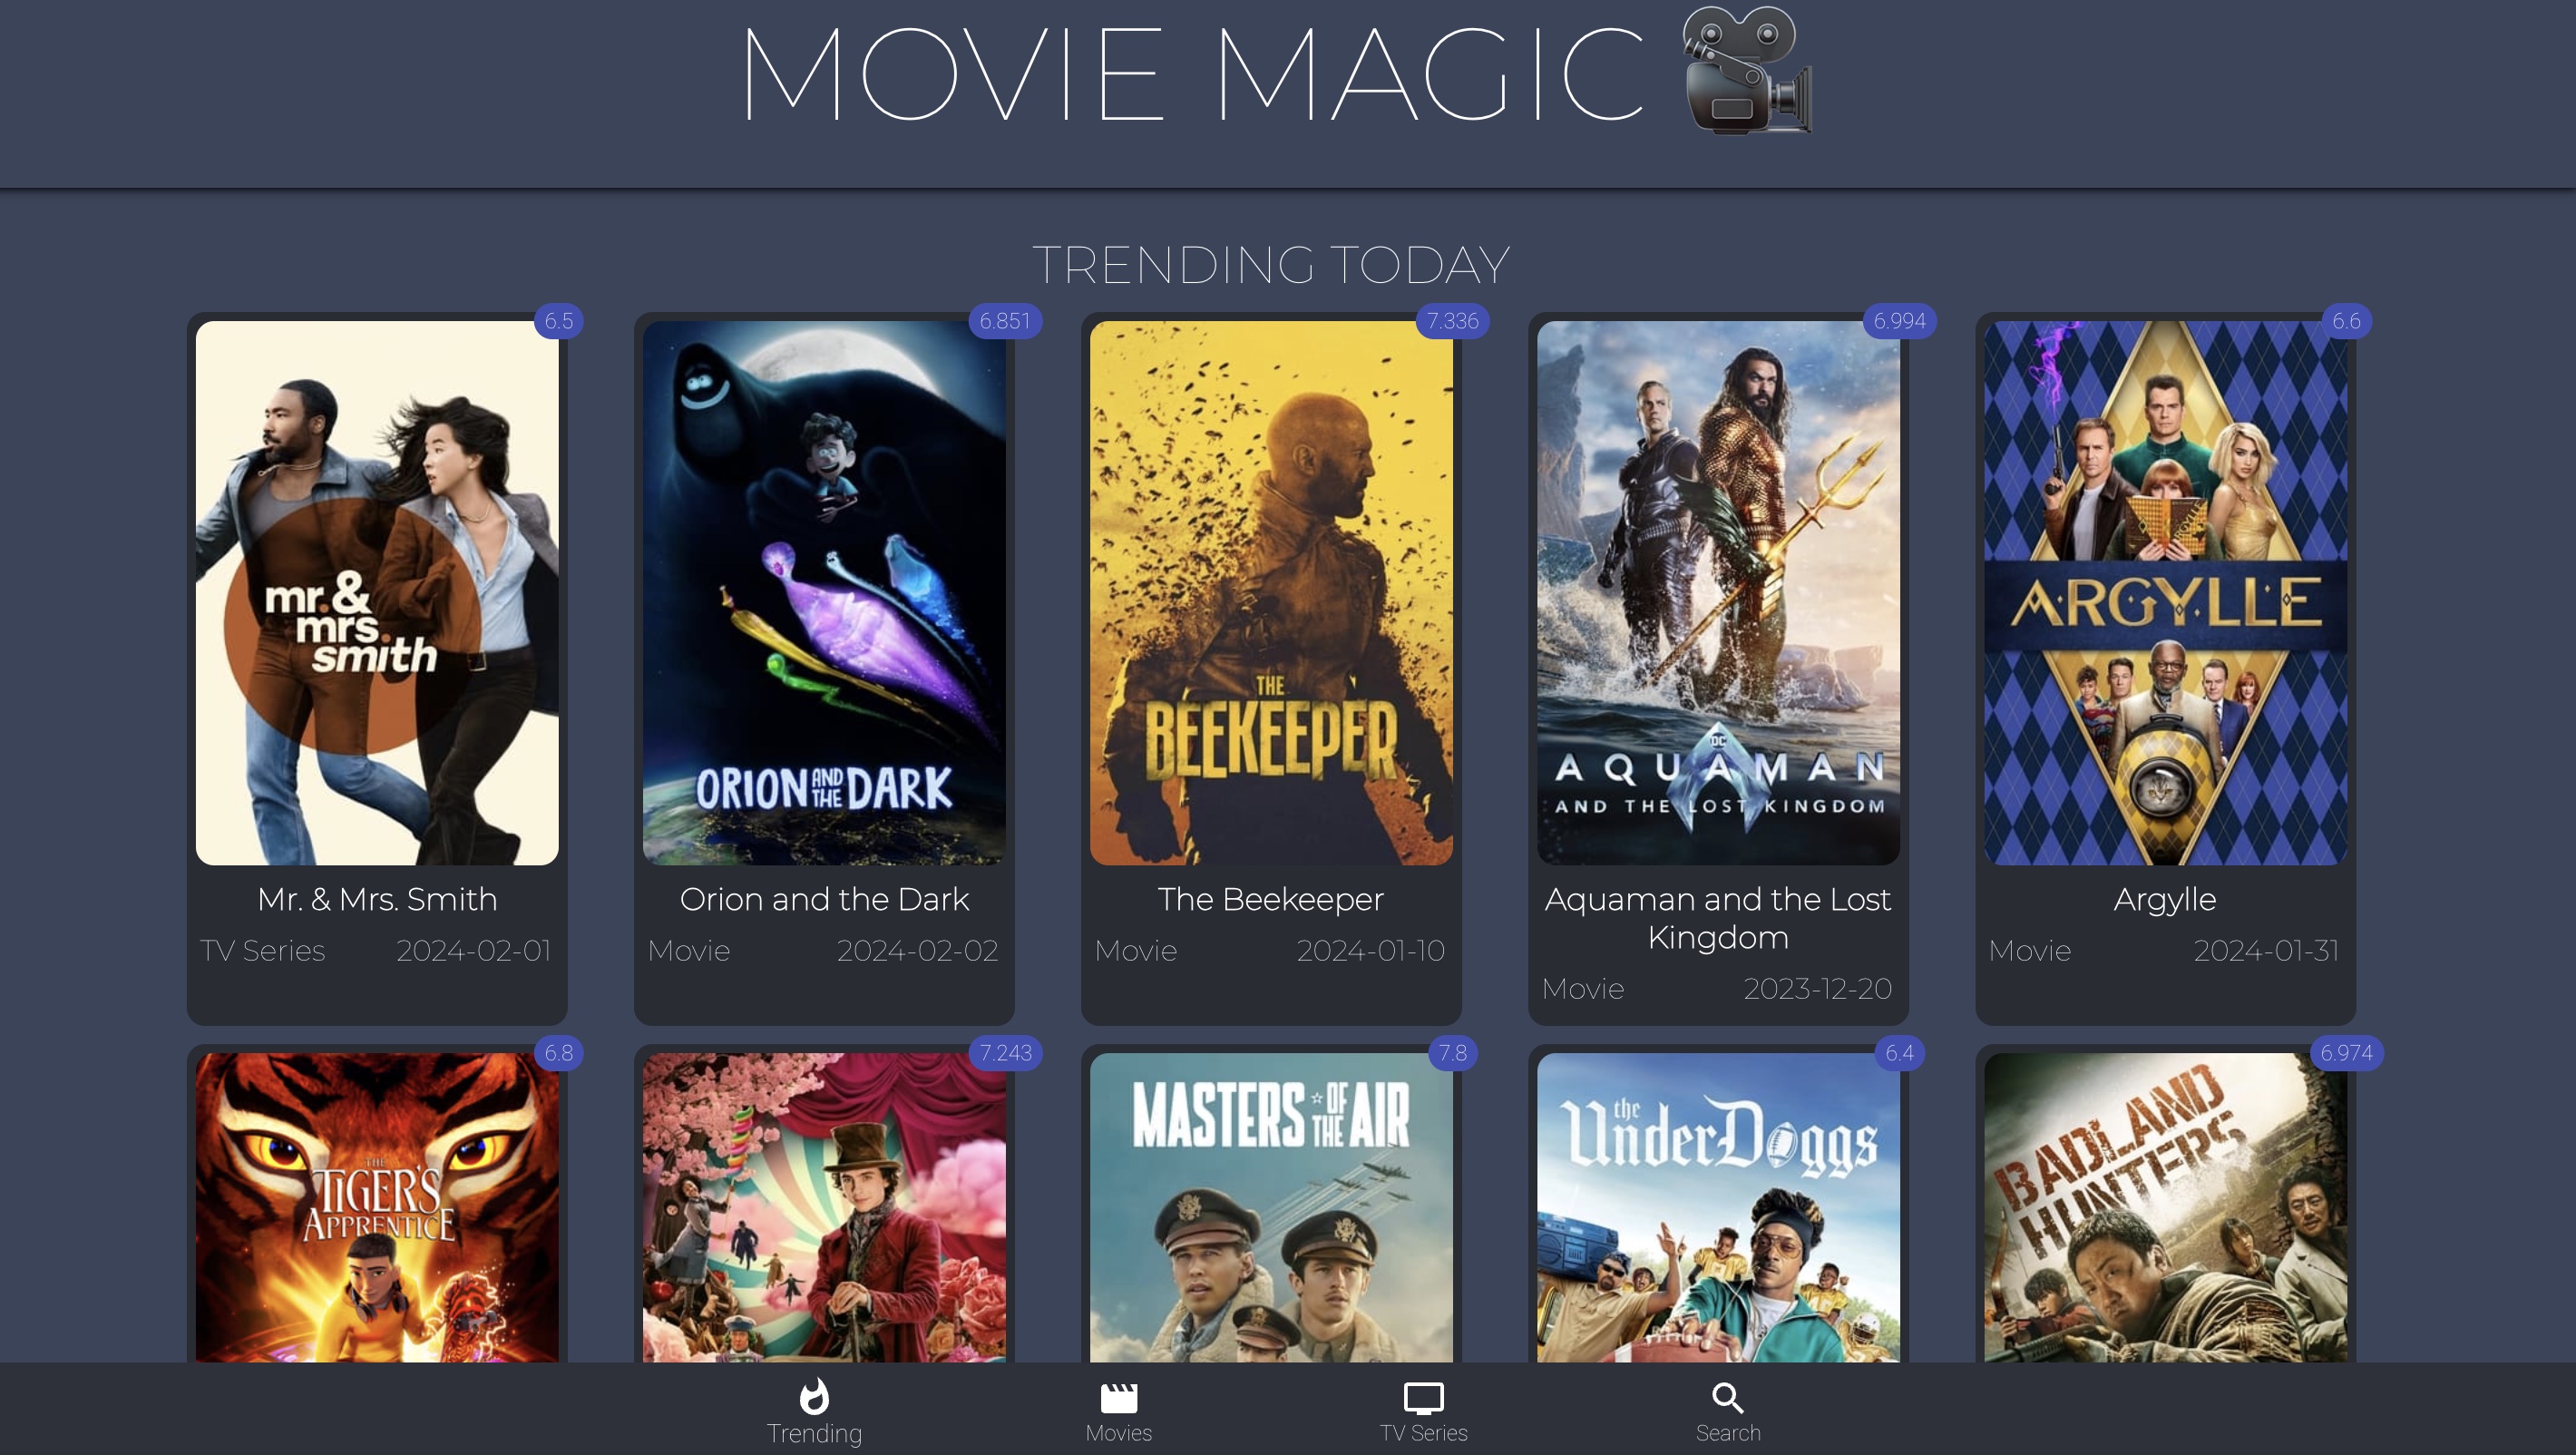 MOVIE MAGIC
TRENDING TODAY
6.5
6.851
7.336
6.994
6.6
mr. &
mrs.
smith
ORION AND THE DARK
THE
BEEKEEPER
DC
AQUAMAN
AND THE LOST KINGDOM
ARGYLLE
Mr. & Mrs. Smith
TV Series 2024-02-01
Orion and the Dark
Movie 2024-02-02
The Beekeeper
Movie 2024-01-10
Aquaman and the Lost
Kingdom
Movie 2023-12-20
Argylle
Movie 2024-01-31
6.8
7.243
7.8
6.4
6.974
THE
TIGER'S
APPRENTICE
MASTERS OF THE AIR
the
UnderDoggs
BADLAND
HUNTERS
Trending
Movies
TV Series
Search